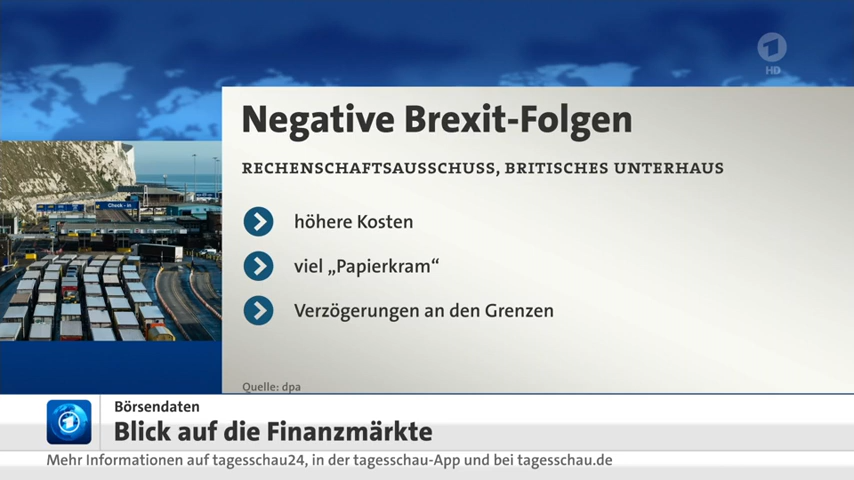 HD
Negative Brexit-Folgen
RECHENSCHAFTSAUSSCHUSS, BRITISCHES UNTERHAUS
höhere Kosten
viel „Papierkram“
Verzögerungen an den Grenzen
Check-in
Quelle: dpa
Börsendaten
Blick auf die Finanzmärkte
Mehr Informationen auf tagesschau24, in der tagesschau-App und bei tagesschau.de